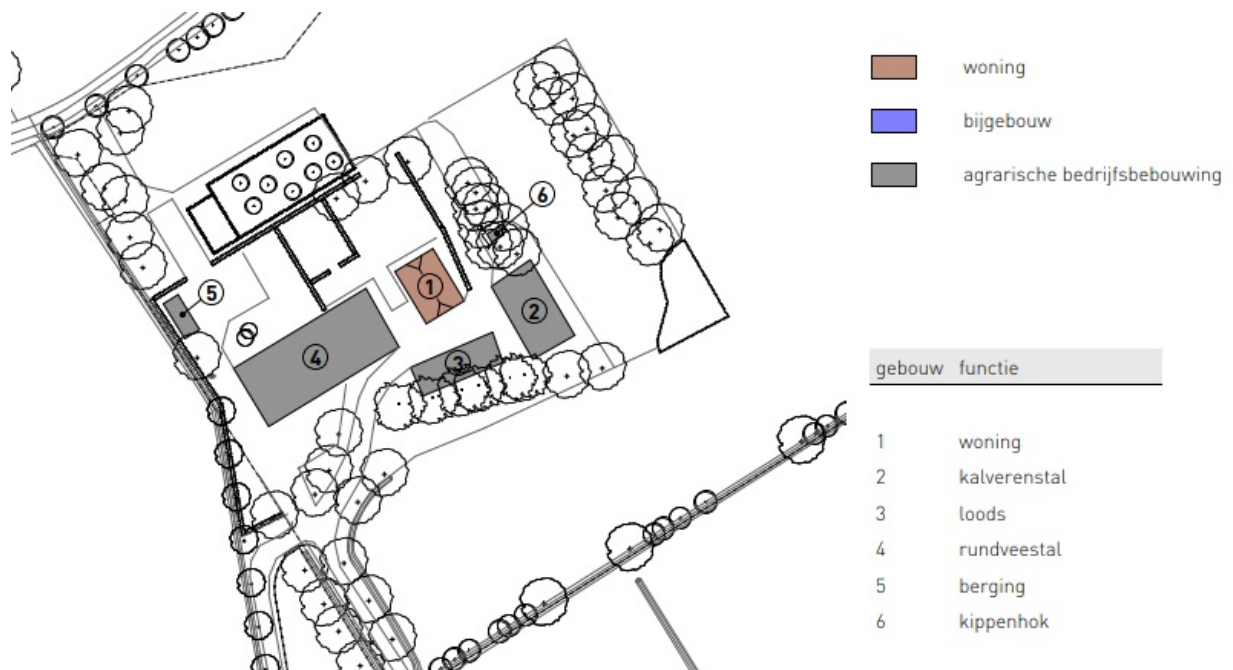 woning
bijgebouw
agrarische bedrijfsbebouwing
6
1
5
2
4
3
gebouw functie
1 woning
2 kalverenstal
3 loods
4 rundveestal
5 berging
6 kippenhok